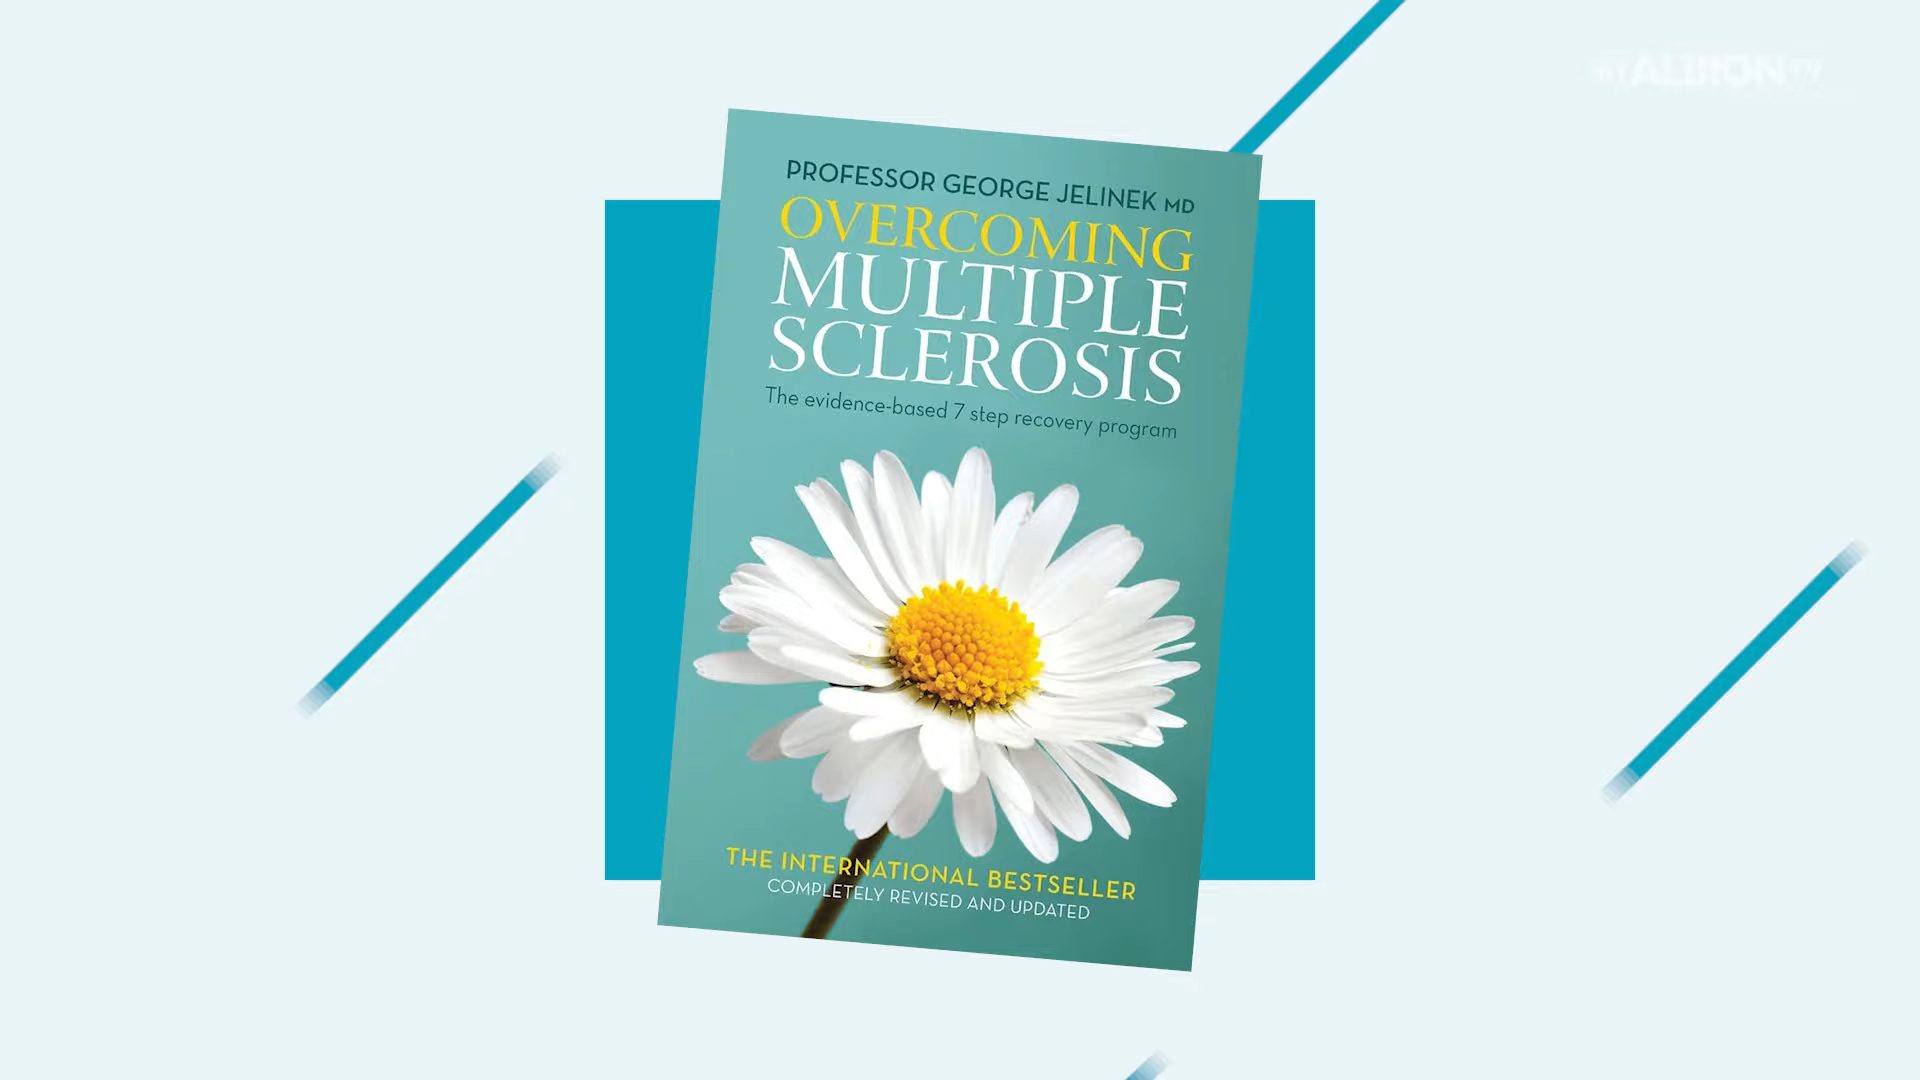 MYALBIONTV
PROFESSOR GEORGE JELINEK MD
OVERCOMING
MULTIPLE
SCLEROSIS
The evidence-based 7 step recovery program
THE INTERNATIONAL BESTSELLER
COMPLETELY REVISED AND UPDATED